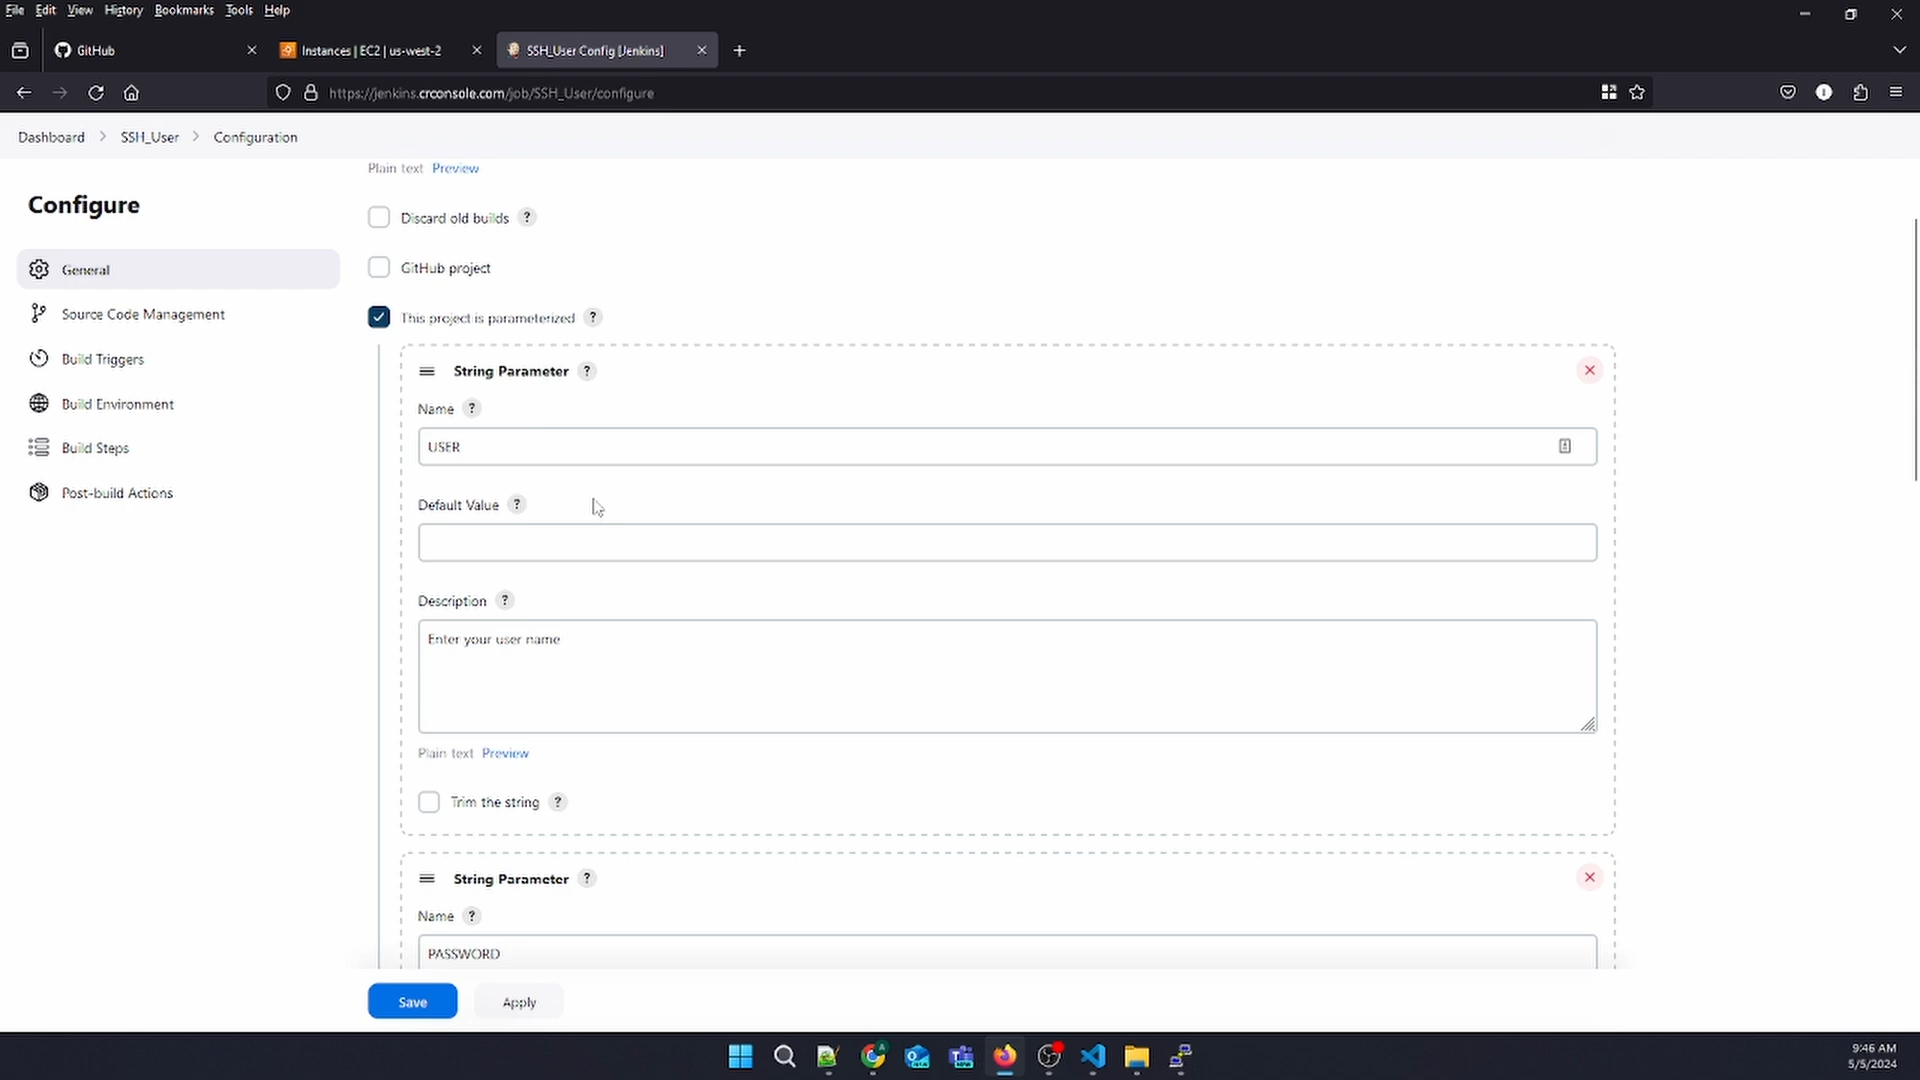 File Edit View History Bookmarks Tools Help
GitHub
Instances | EC2 | us-west-2
SSH_User Config [Jenkins]
https://jenkins.crconsole.com/job/SSH_User/configure
Dashboard > SSH_User > Configuration
Configure
General
Source Code Management
Build Triggers
Build Environment
Build Steps
Post-build Actions
Plain text Preview
Discard old builds ?
GitHub project
This project is parameterized ?
String Parameter ?
Name ?
USER
Default Value ?
Description ?
Enter your user name
Plain text Preview
Trim the string ?
String Parameter ?
Name ?
PASSWORD
Save Apply
9:46 AM
5/5/2024